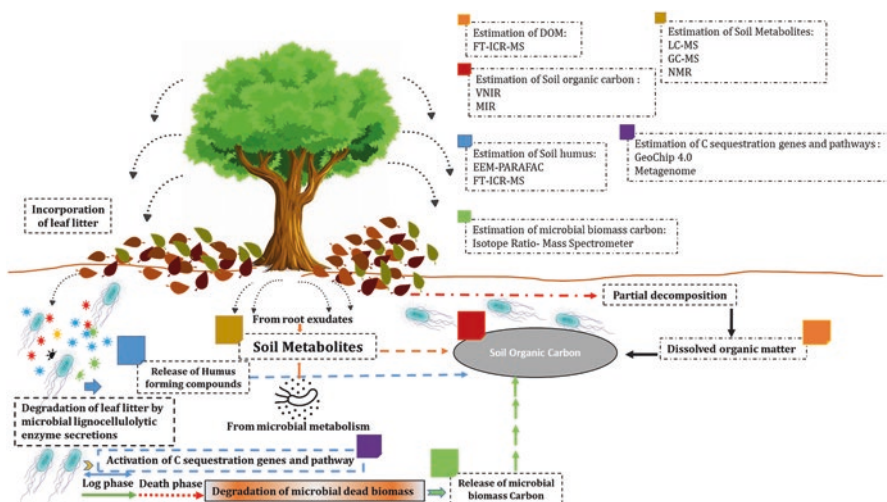 Estimation of DOM:
FT-ICR-MS
Estimation of Soil Metabolites:
LC-MS
GC-MS
NMR
Estimation of Soil organic carbon :
VNIR
MIR
Estimation of Soil humus:
EEM-PARAFAC
FT-ICR-MS
Estimation of C sequestration genes and pathways :
GeoChip 4.0
Metagenome
Estimation of microbial biomass carbon:
Isotope Ratio- Mass Spectrometer
Incorporation
of leaf litter
From root exudates
Soil Metabolites
Partial decomposition
Soil Organic Carbon
Dissolved organic matter
Release of Humus
forming compounds
Degradation of leaf litter by
microbial lignocellulolytic
enzyme secretions
From microbial metabolism
Activation of C sequestration genes and pathway
Log phase
Death phase
Degradation of microbial dead biomass
Release of microbial
biomass Carbon